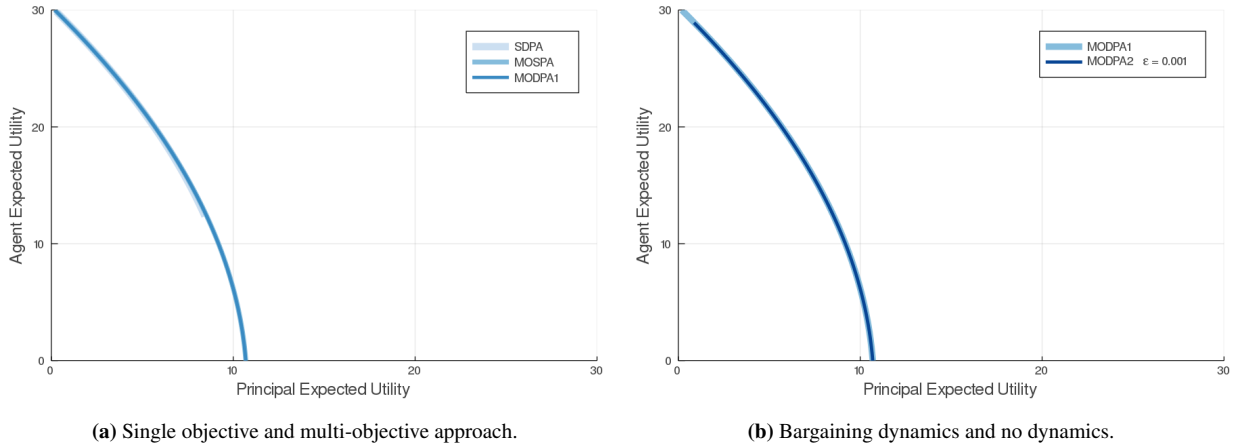 30
20
10
0
0
10
20
30
Agent Expected Utility
Principal Expected Utility
SDPA
MOSPA
MODPA1
(a) Single objective and multi-objective approach.
30
20
10
0
0
10
20
30
Agent Expected Utility
Principal Expected Utility
MODPA1
MODPA2 ε = 0.001
(b) Bargaining dynamics and no dynamics.